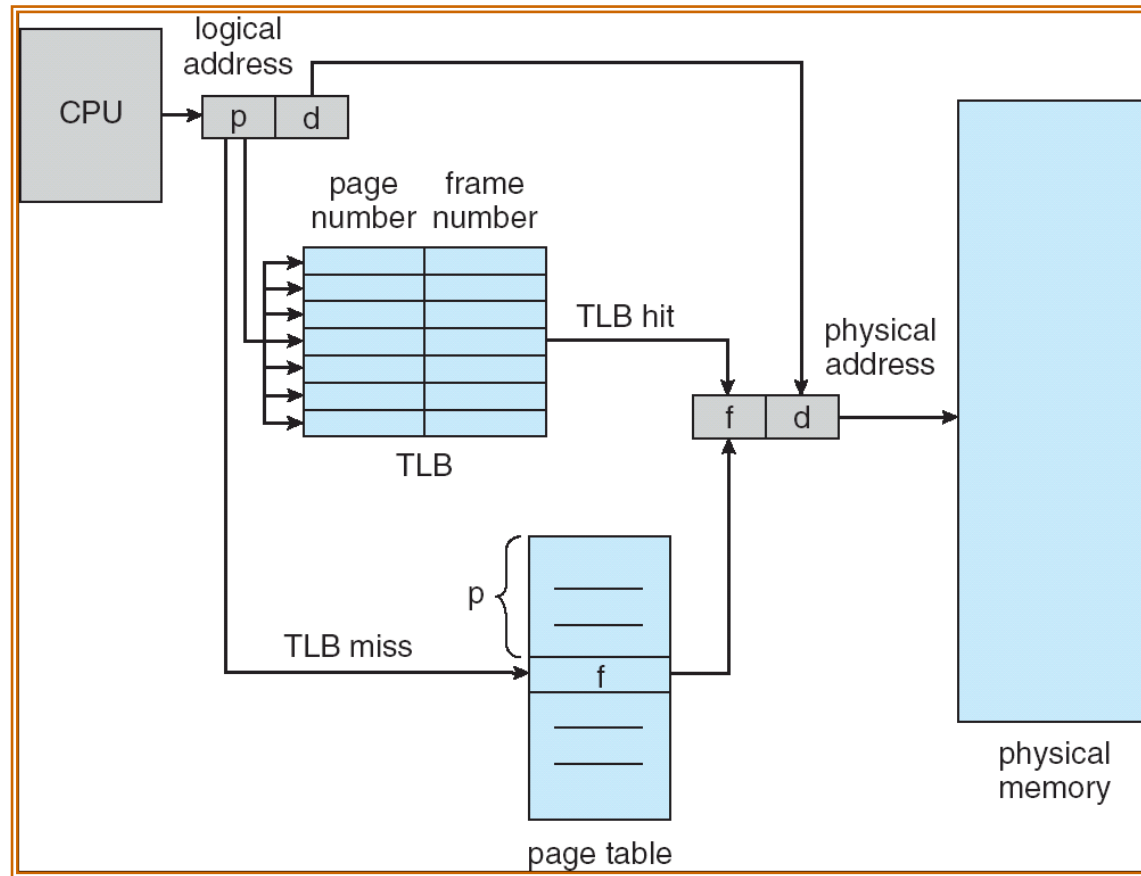 logical
address
CPU
p
d
page
number
frame
number
TLB hit
physical
address
f
d
TLB
p
TLB miss
f
physical
memory
page table